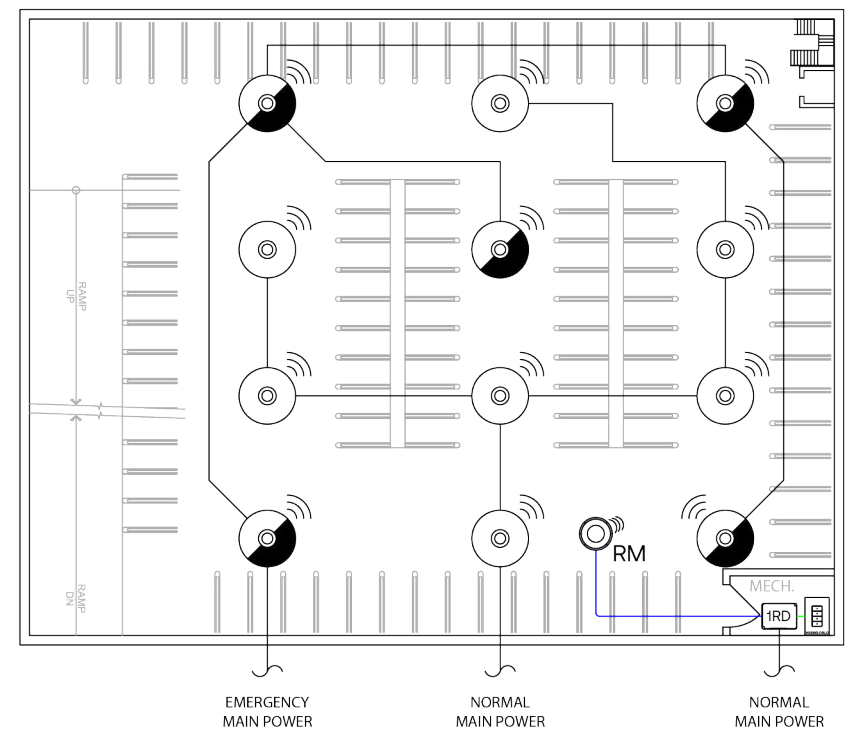 RAMP
UP
RAMP
DN
RM
MECH.
1RD
EMERGENCY
MAIN POWER
NORMAL
MAIN POWER
NORMAL
MAIN POWER